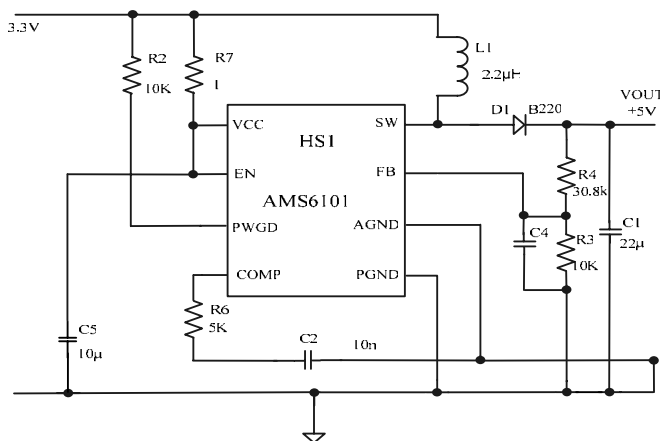 3.3V
R2
10K
R7
1
L1
2.2µH
D1
B220
VOUT
+5V
VCC
SW
HS1
EN
FB
AMS6101
PWGD
AGND
COMP
PGND
R4
30.8k
C4
R3
10K
C1
22µ
R6
5K
C2
10n
C5
10µ